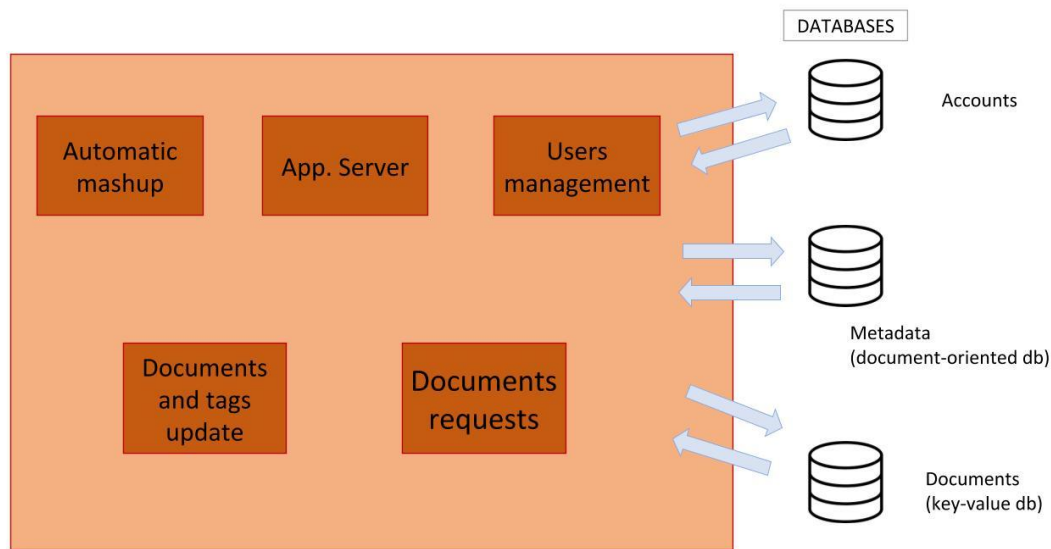 DATABASES
Accounts
Automatic
mashup
App. Server
Users
management
Metadata
(document-oriented db)
Documents
and tags
update
Documents
requests
Documents
(key-value db)